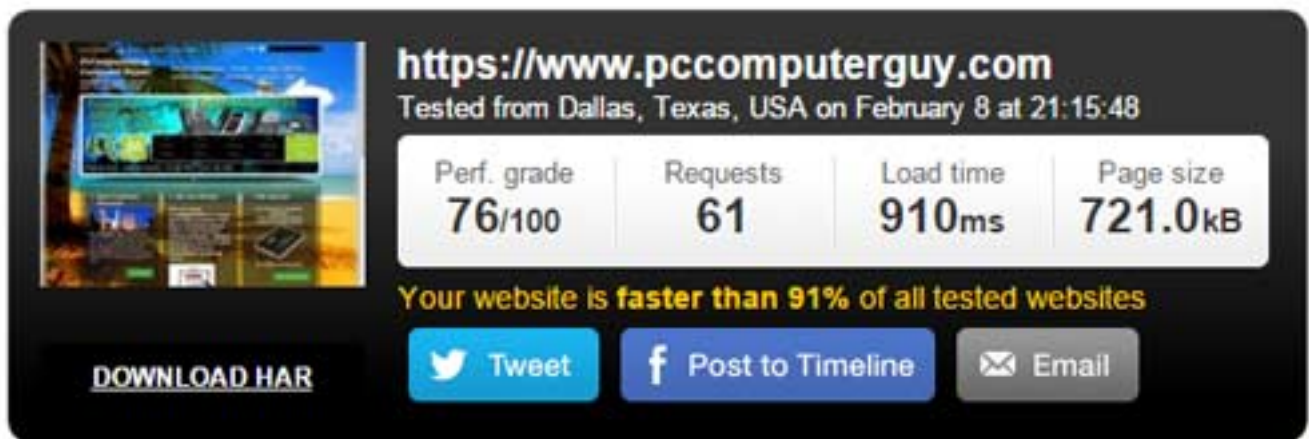 https://www.pccomputerguy.com
Tested from Dallas, Texas, USA on February 8 at 21:15:48
Perf. grade Requests Load time Page size
76/100 61 910ms 721.0kB
Your website is faster than 91% of all tested websites
DOWNLOAD HAR
Tweet Post to Timeline Email